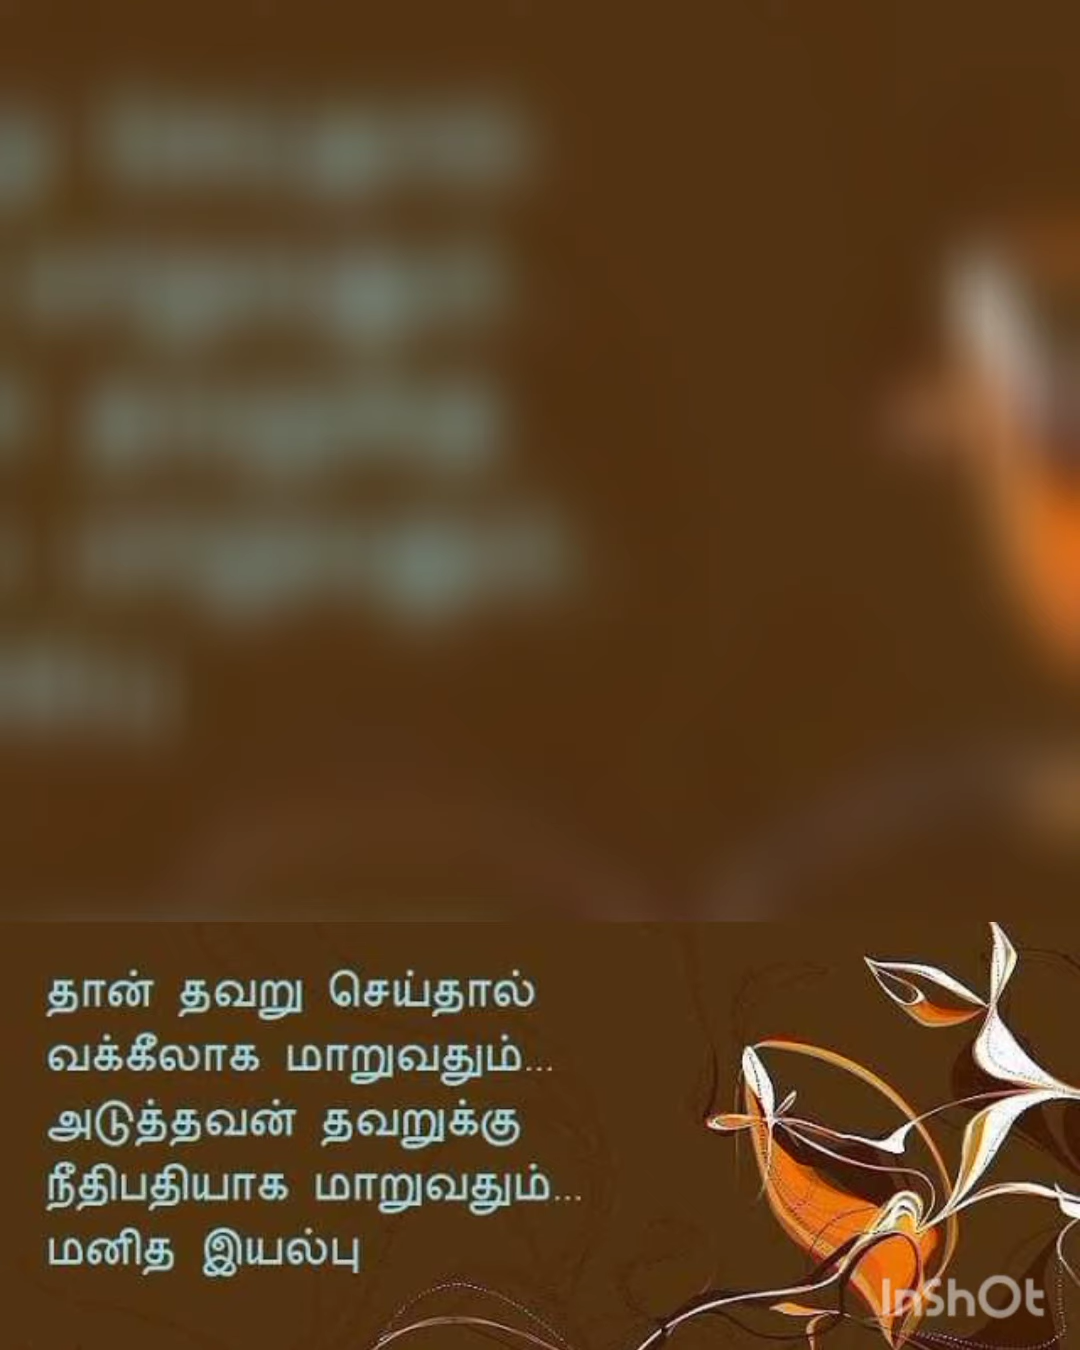 தான் தவறு செய்தால்
வக்கீலாக மாறுவதும்...
அடுத்தவன் தவறுக்கு
நீதிபதியாக மாறுவதும்...
மனித இயல்பு
InShOt